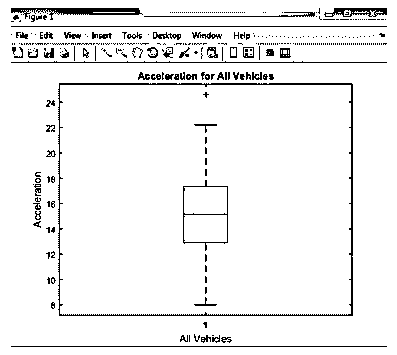 Figure 1
File Edit View Insert Tools Desktop Window Help
Acceleration for All Vehicles
24
22
20
18
16
14
12
10
8
Acceleration
1
All Vehicles